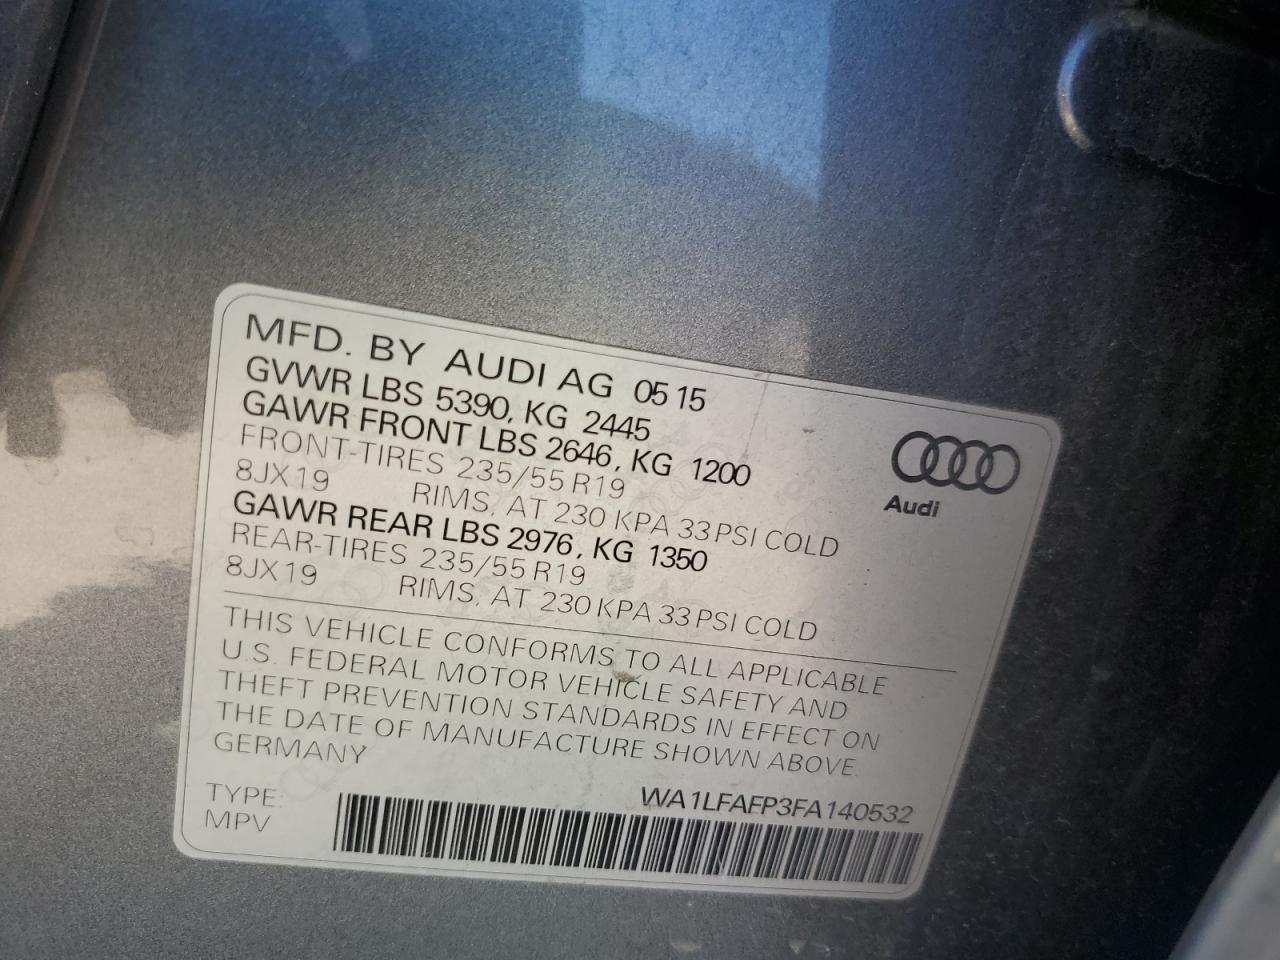 MFD. BY AUDI AG 05 15
GVWR LBS 5390, KG 2445
GAWR FRONT LBS 2646, KG 1200
FRONT-TIRES 235/55 R19
8JX19 RIMS, AT 230 KPA 33 PSI COLD
GAWR REAR LBS 2976, KG 1350
REAR-TIRES 235/55 R19
8JX19 RIMS, AT 230 KPA 33 PSI COLD
Audi
THIS VEHICLE CONFORMS TO ALL APPLICABLE
U.S. FEDERAL MOTOR VEHICLE SAFETY AND
THEFT PREVENTION STANDARDS IN EFFECT ON
THE DATE OF MANUFACTURE SHOWN ABOVE.
GERMANY
WA1LFAFP3FA140532
TYPE:
MPV